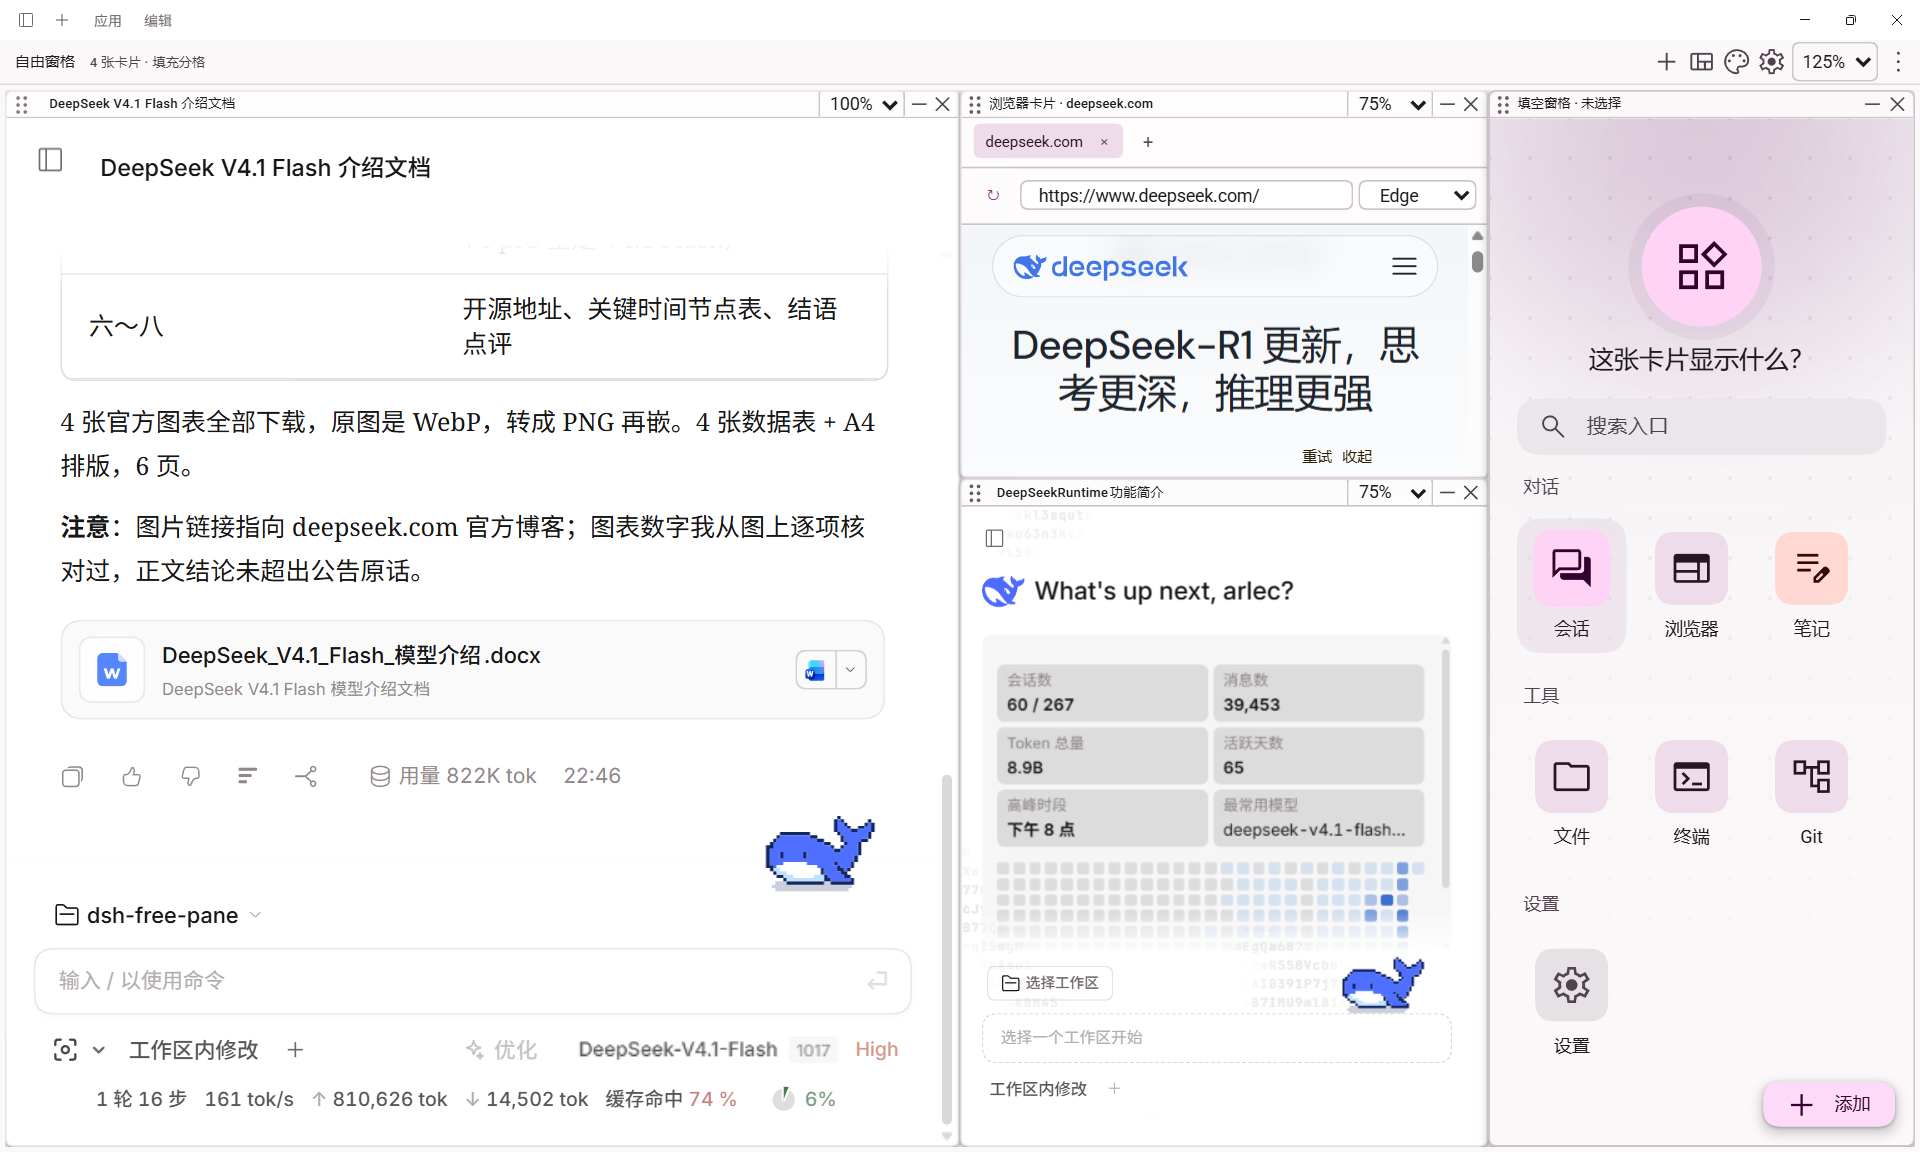 应用 编辑
自由窗格 4 张卡片 · 填充分格
125%
DeepSeek V4.1 Flash 介绍文档
100%
DeepSeek V4.1 Flash 介绍文档
六～八
开源地址、关键时间节点表、结语
点评
4 张官方图表全部下载，原图是 WebP，转成 PNG 再嵌。4 张数据表 + A4
排版，6 页。
注意：图片链接指向 deepseek.com 官方博客；图表数字我从图上逐项核
对过，正文结论未超出公告原话。
W
DeepSeek_V4.1_Flash_模型介绍.docx
DeepSeek V4.1 Flash 模型介绍文档
用量 822K tok 22:46
dsh-free-pane
输入 / 以使用命令
工作区内修改
优化 DeepSeek-V4.1-Flash 1017 High
1 轮 16 步 161 tok/s ↑ 810,626 tok ↓ 14,502 tok 缓存命中 74 % 6%
浏览器卡片 · deepseek.com
75%
deepseek.com × +
https://www.deepseek.com/
Edge
deepseek
DeepSeek-R1 更新，思
考更深，推理更强
重试 收起
DeepSeekRuntime功能简介
75%
What's up next, arlec?
会话数
60 / 267
消息数
39,453
Token 总量
8.9B
活跃天数
65
高峰时段
下午 8 点
最常用模型
deepseek-v4.1-flash...
选择工作区
选择一个工作区开始
工作区内修改 +
填空窗格 · 未选择
这张卡片显示什么？
搜索入口
对话
会话 浏览器 笔记
工具
文件 终端 Git
设置
设置
添加